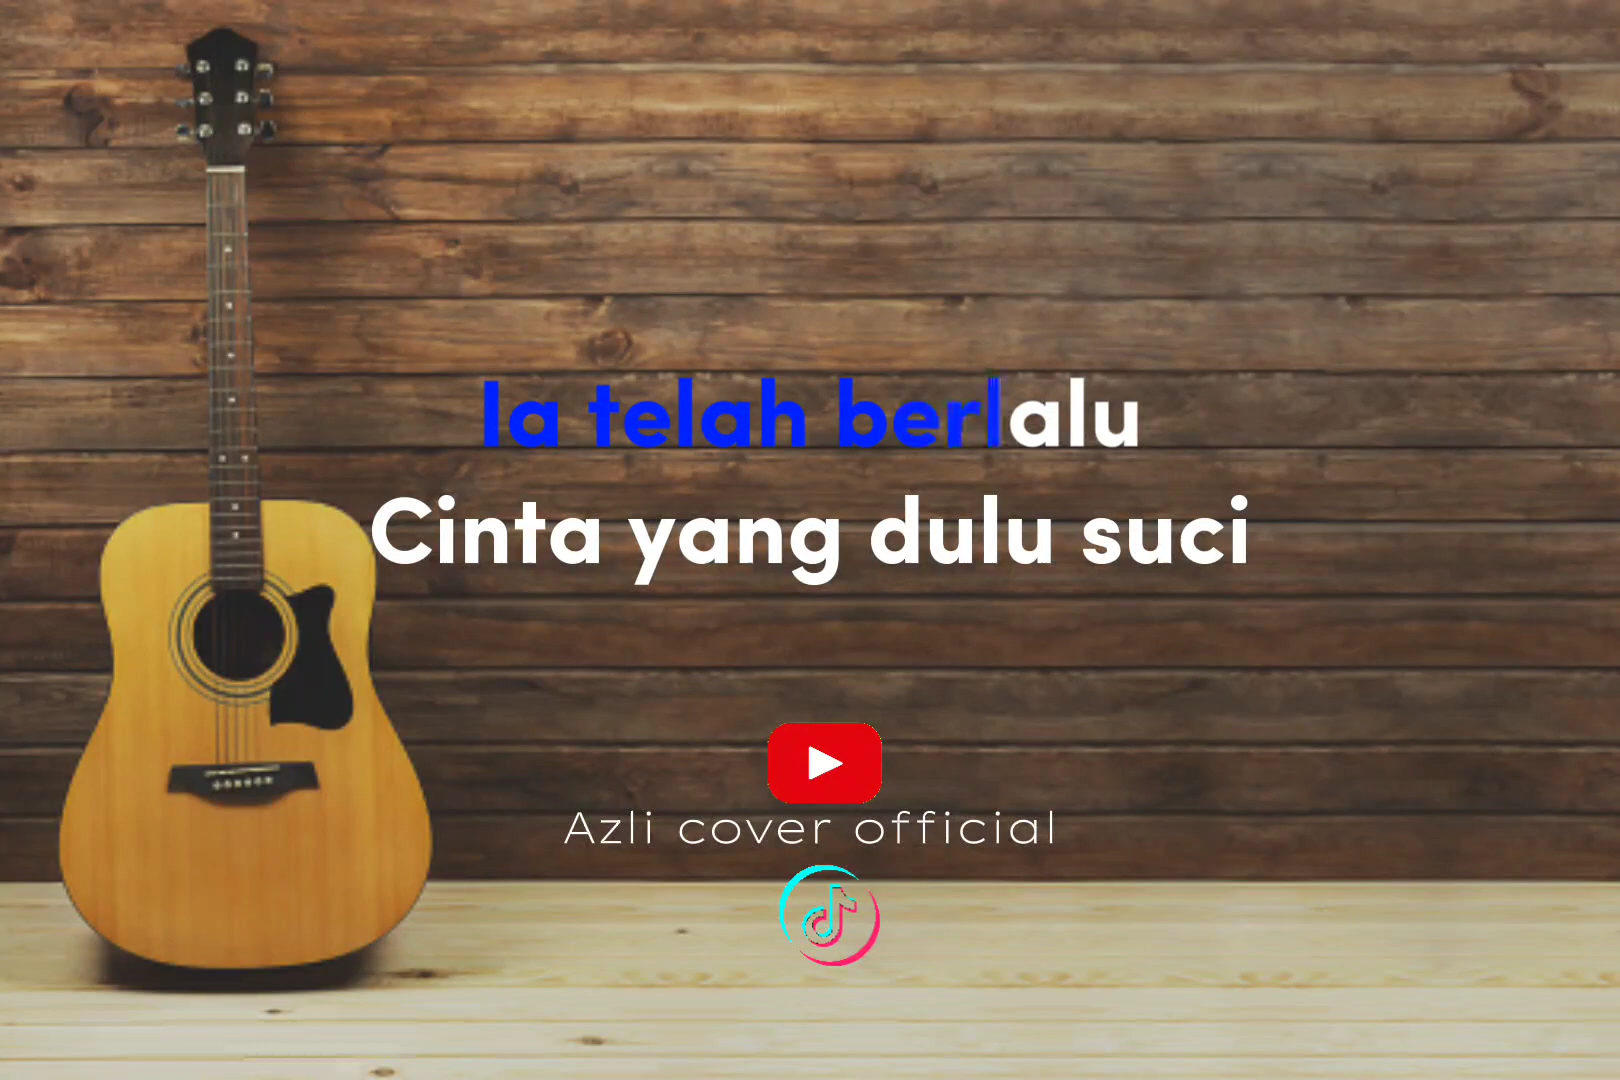 Ia telah berlalu
Cinta yang dulu suci
Azli cover official